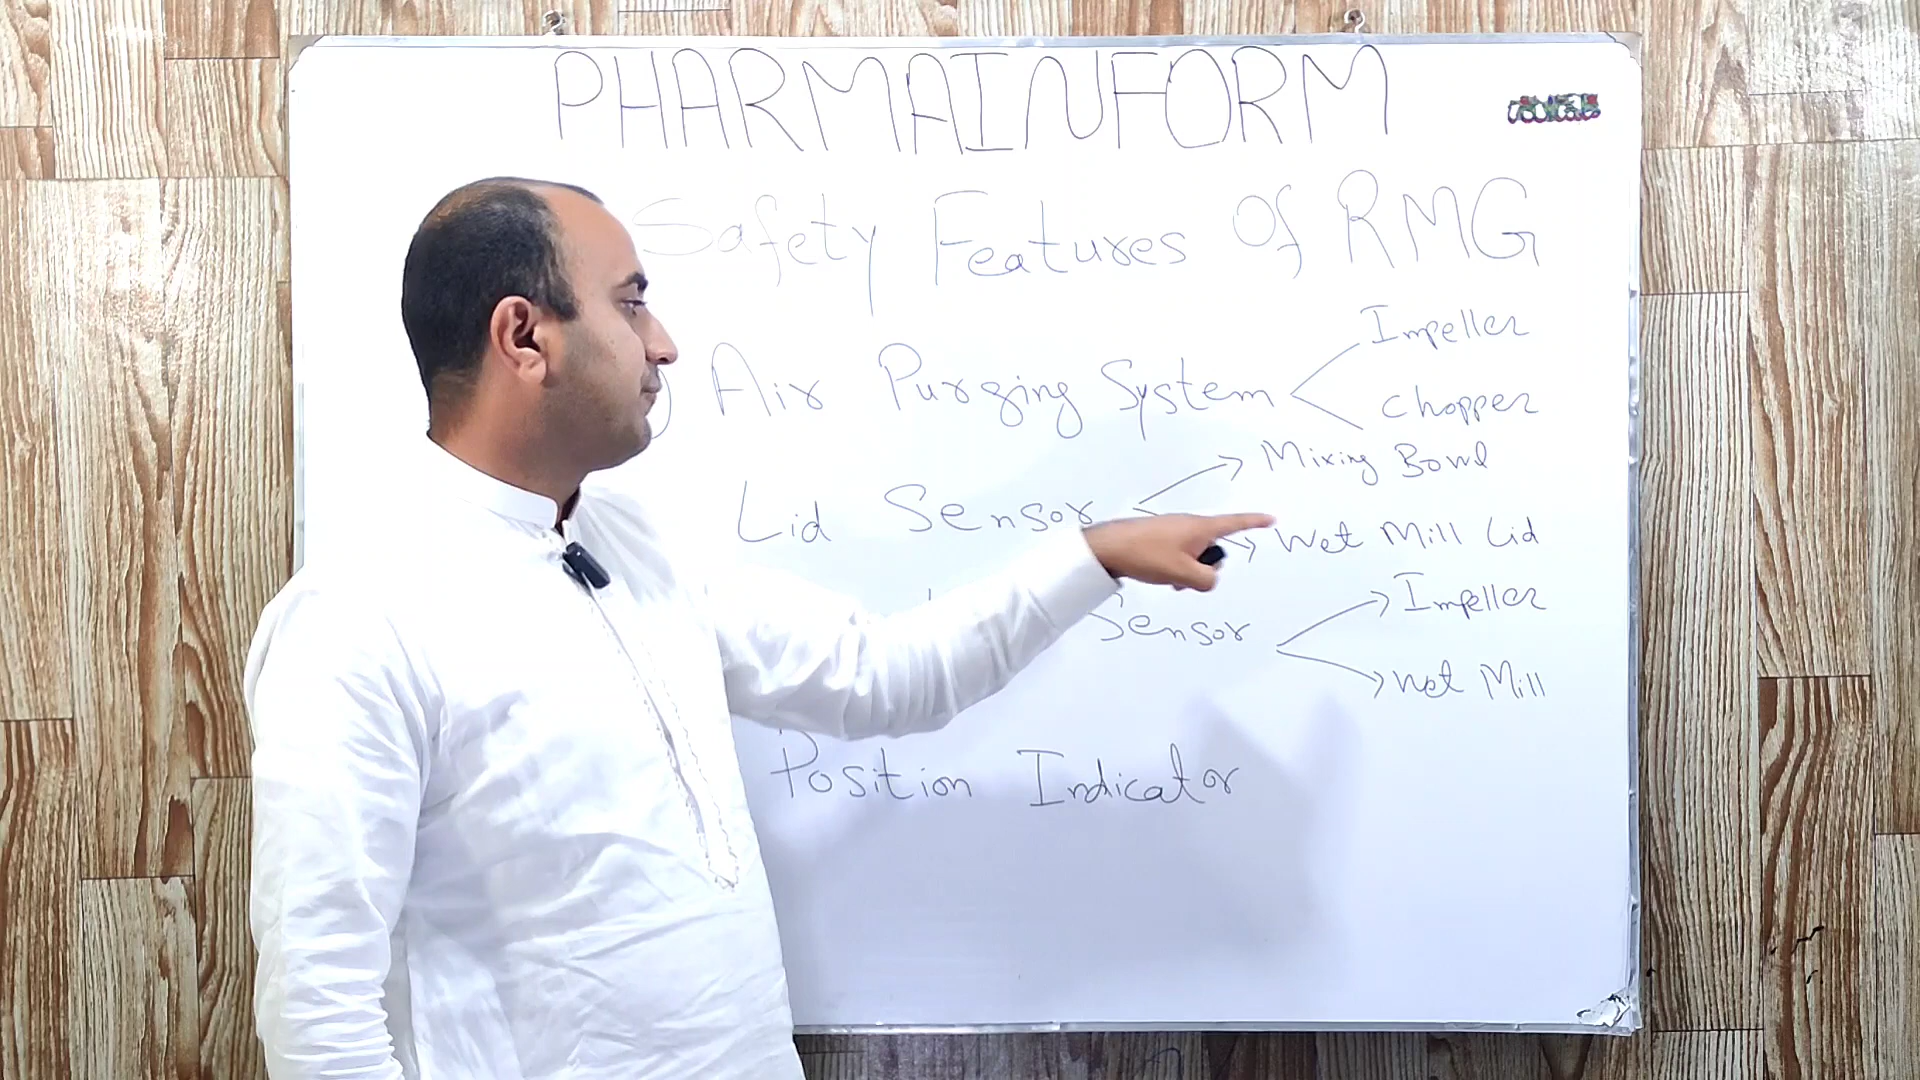 PHARMAINFORM
Safety Features Of RMG
) Air Purging System
Impeller
chopper
Lid Sensor
Mixing Bowl
Wet Mill Lid
Sensor
Impeller
Wet Mill
Position Indicator